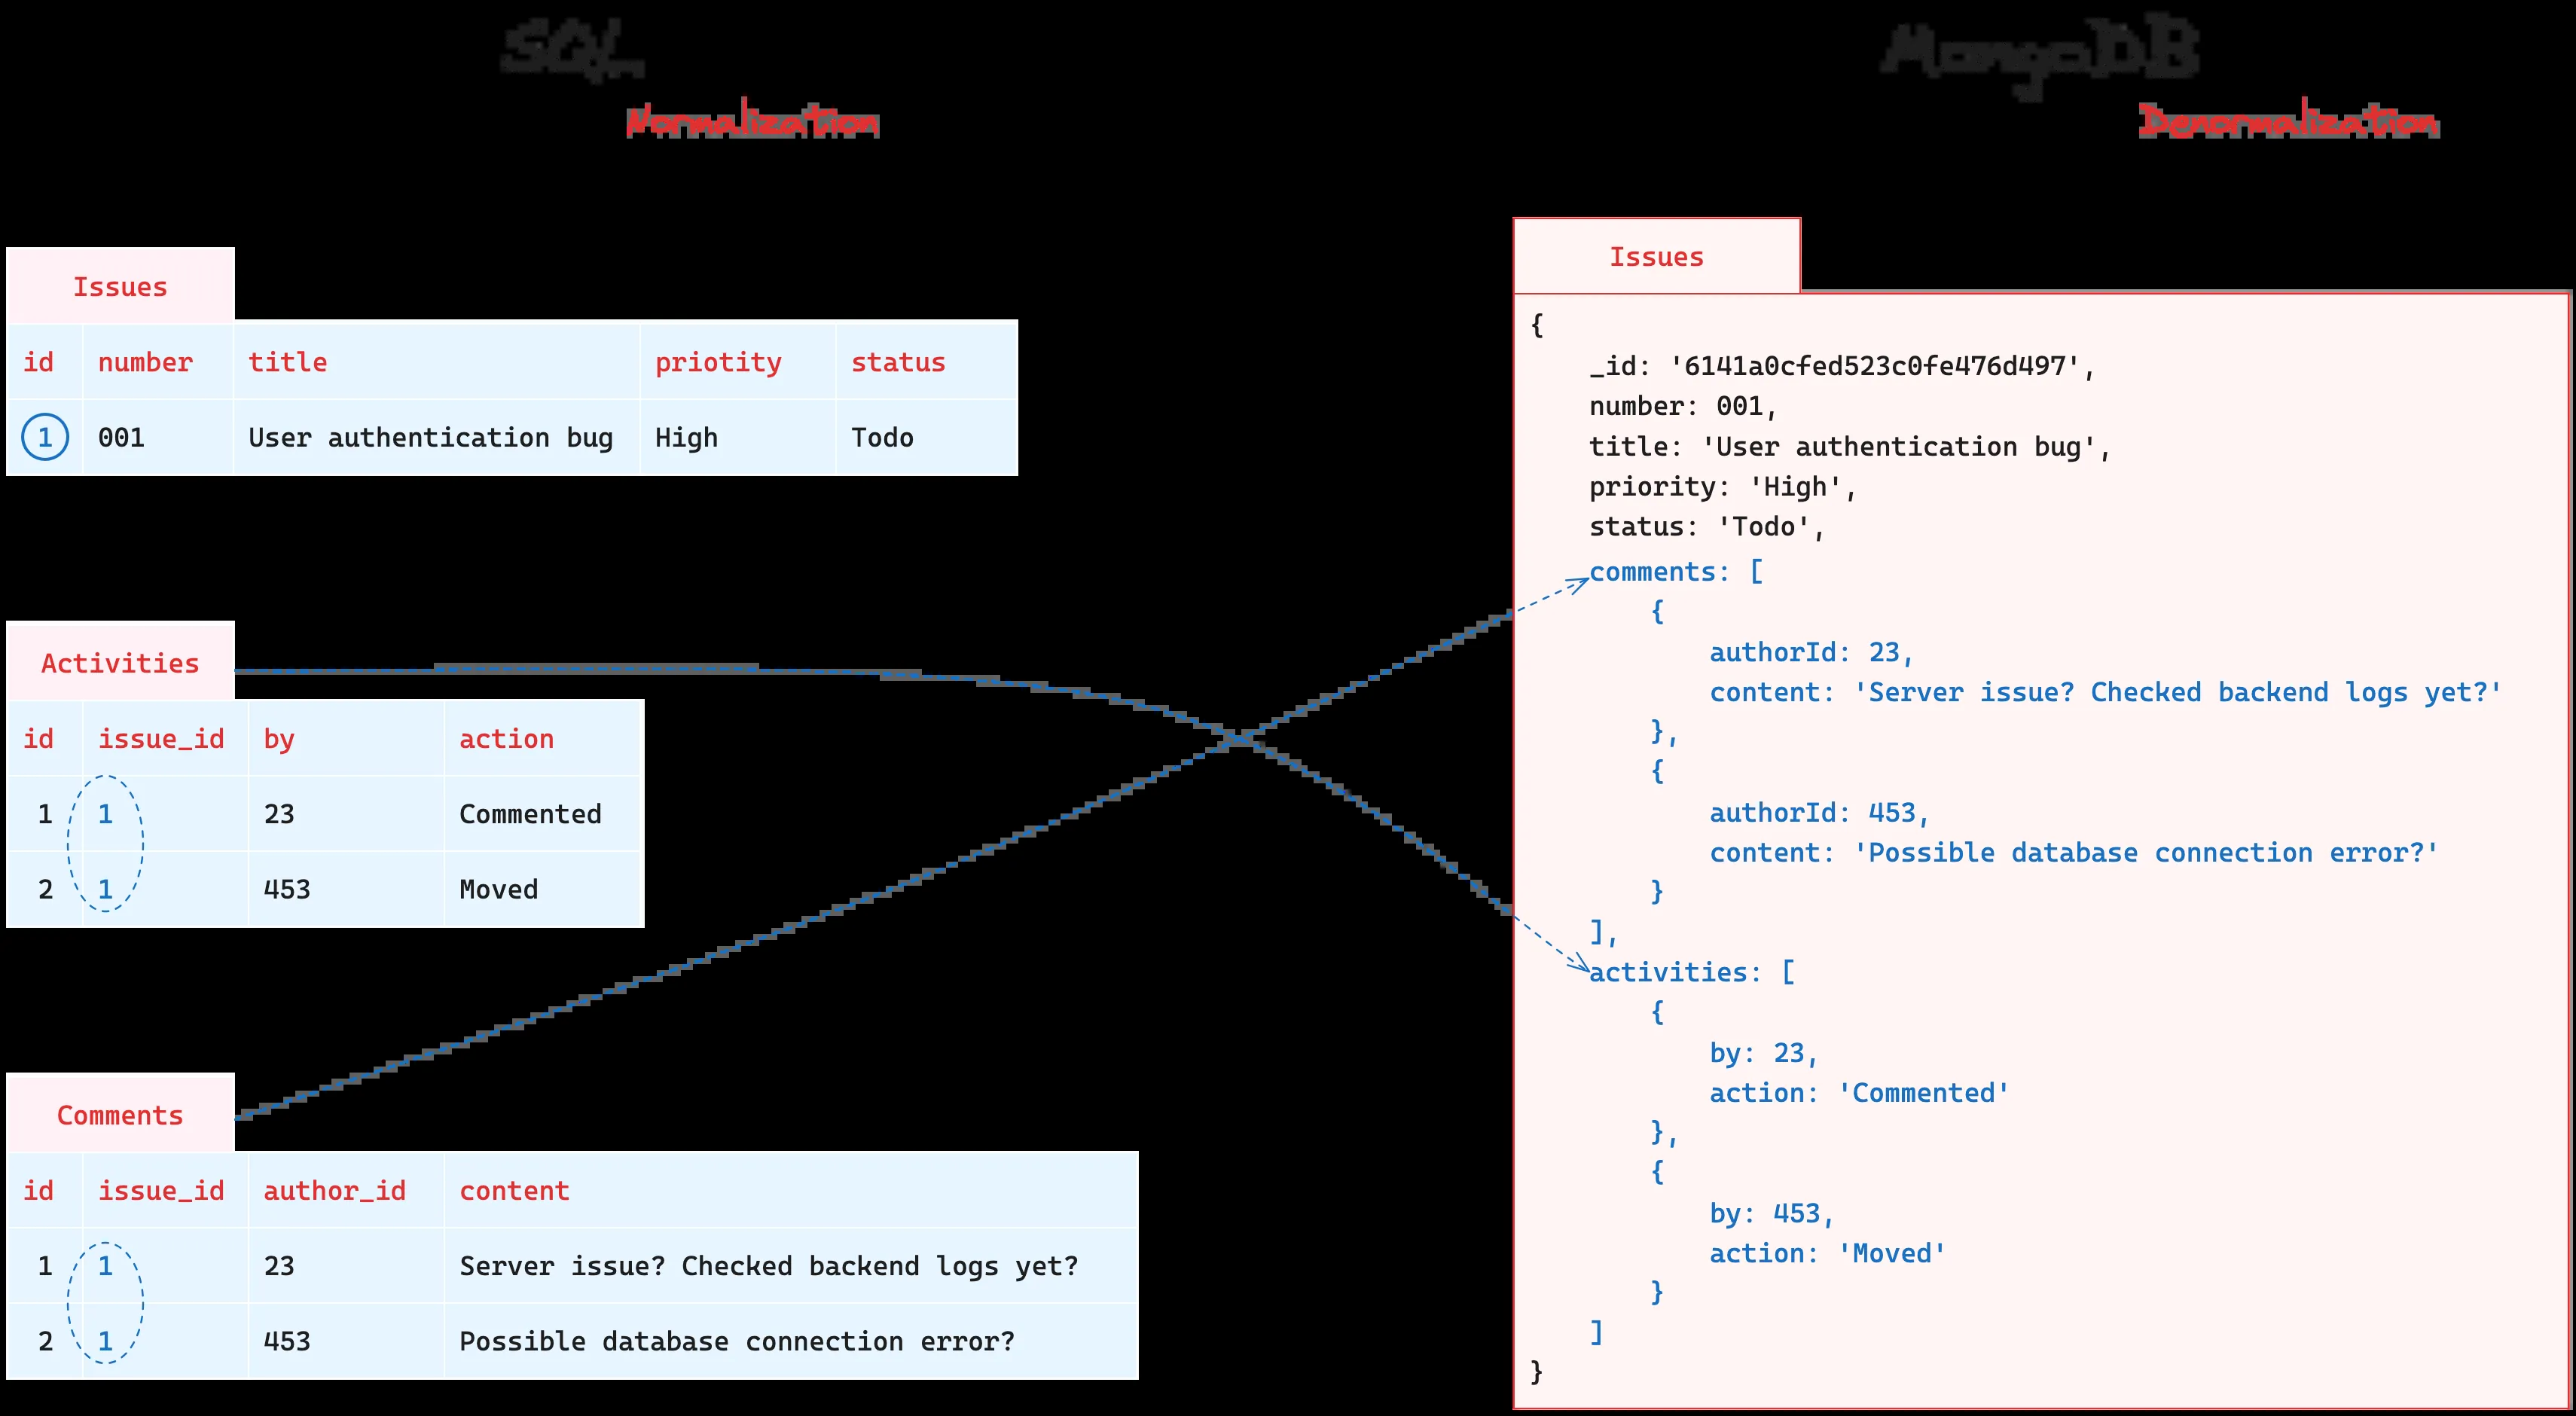 SQL
Normalization
Issues
id number title priotity status
1 001 User authentication bug High Todo
Activities
id issue_id by action
1 1 23 Commented
2 1 453 Moved
Comments
id issue_id author_id content
1 1 23 Server issue? Checked backend logs yet?
2 1 453 Possible database connection error?
MongoDB
Denormalization
Issues
{
_id: '6141a0cfed523c0fe476d497',
number: 001,
title: 'User authentication bug',
priority: 'High',
status: 'Todo',
comments: [
{
authorId: 23,
content: 'Server issue? Checked backend logs yet?'
},
{
authorId: 453,
content: 'Possible database connection error?'
}
],
activities: [
{
by: 23,
action: 'Commented'
},
{
by: 453,
action: 'Moved'
}
]
}